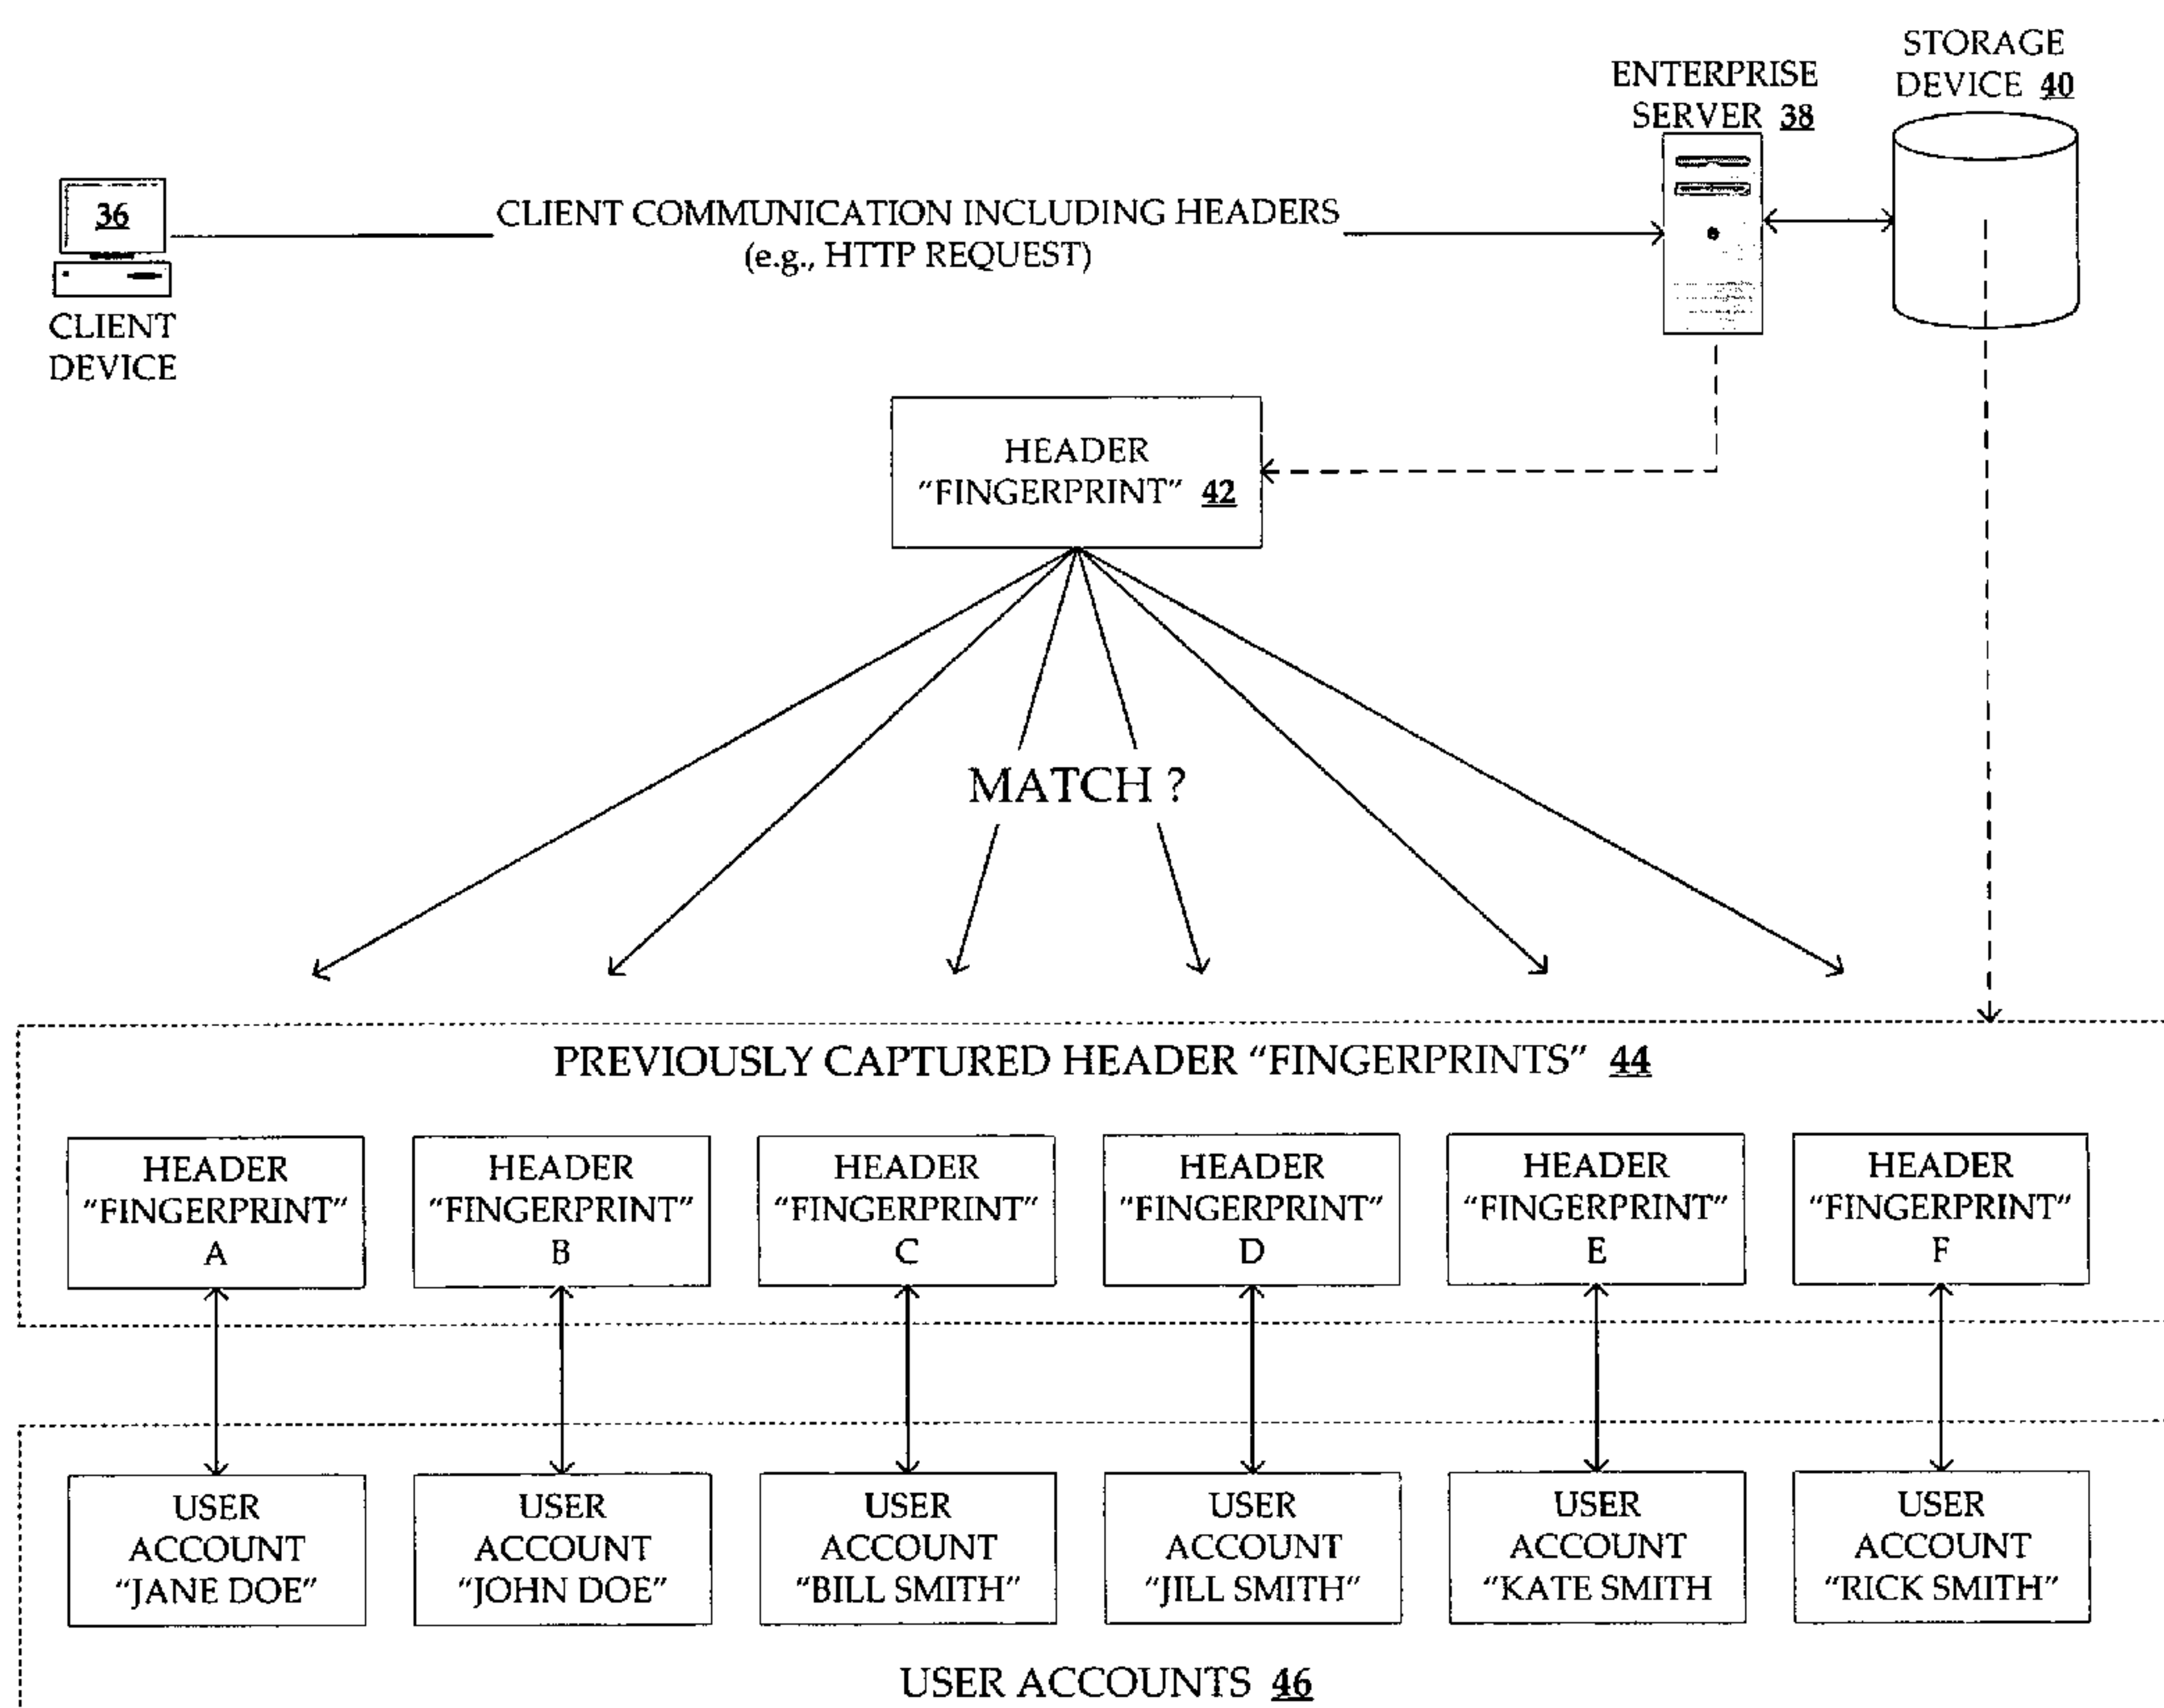 STORAGE
DEVICE 40
ENTERPRISE
SERVER 38
36
CLIENT COMMUNICATION INCLUDING HEADERS
(e.g., HTTP REQUEST)
CLIENT
DEVICE
HEADER
"FINGERPRINT" 42
MATCH ?
PREVIOUSLY CAPTURED HEADER "FINGERPRINTS" 44
HEADER
"FINGERPRINT"
A
HEADER
"FINGERPRINT"
B
HEADER
"FINGERPRINT"
C
HEADER
"FINGERPRINT"
D
HEADER
"FINGERPRINT"
E
HEADER
"FINGERPRINT"
F
USER
ACCOUNT
"JANE DOE"
USER
ACCOUNT
"JOHN DOE"
USER
ACCOUNT
"BILL SMITH"
USER
ACCOUNT
"JILL SMITH"
USER
ACCOUNT
"KATE SMITH
USER
ACCOUNT
"RICK SMITH"
USER ACCOUNTS 46